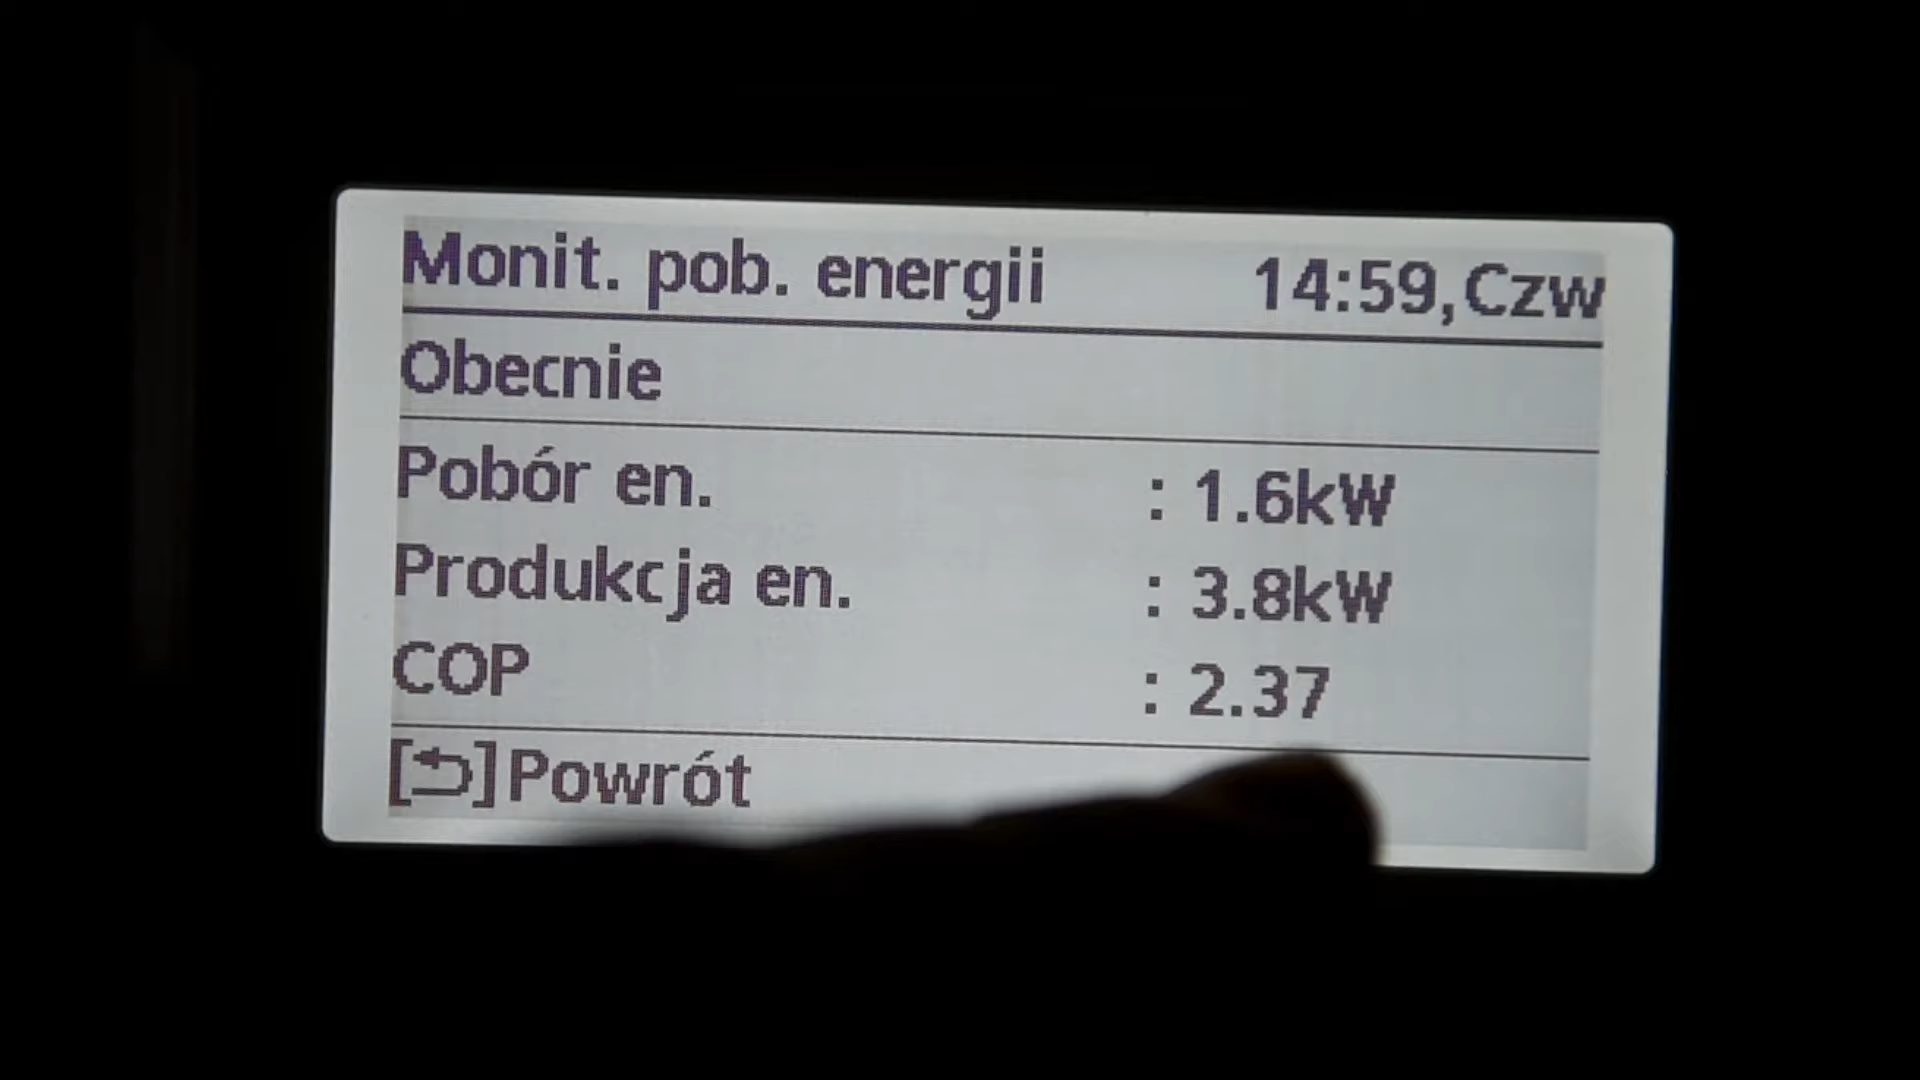 Monit. pob. energii 14:59,Czw
Obecnie
Pobór en. : 1.6kW
Produkcja en. : 3.8kW
COP : 2.37
[⮌]Powrót